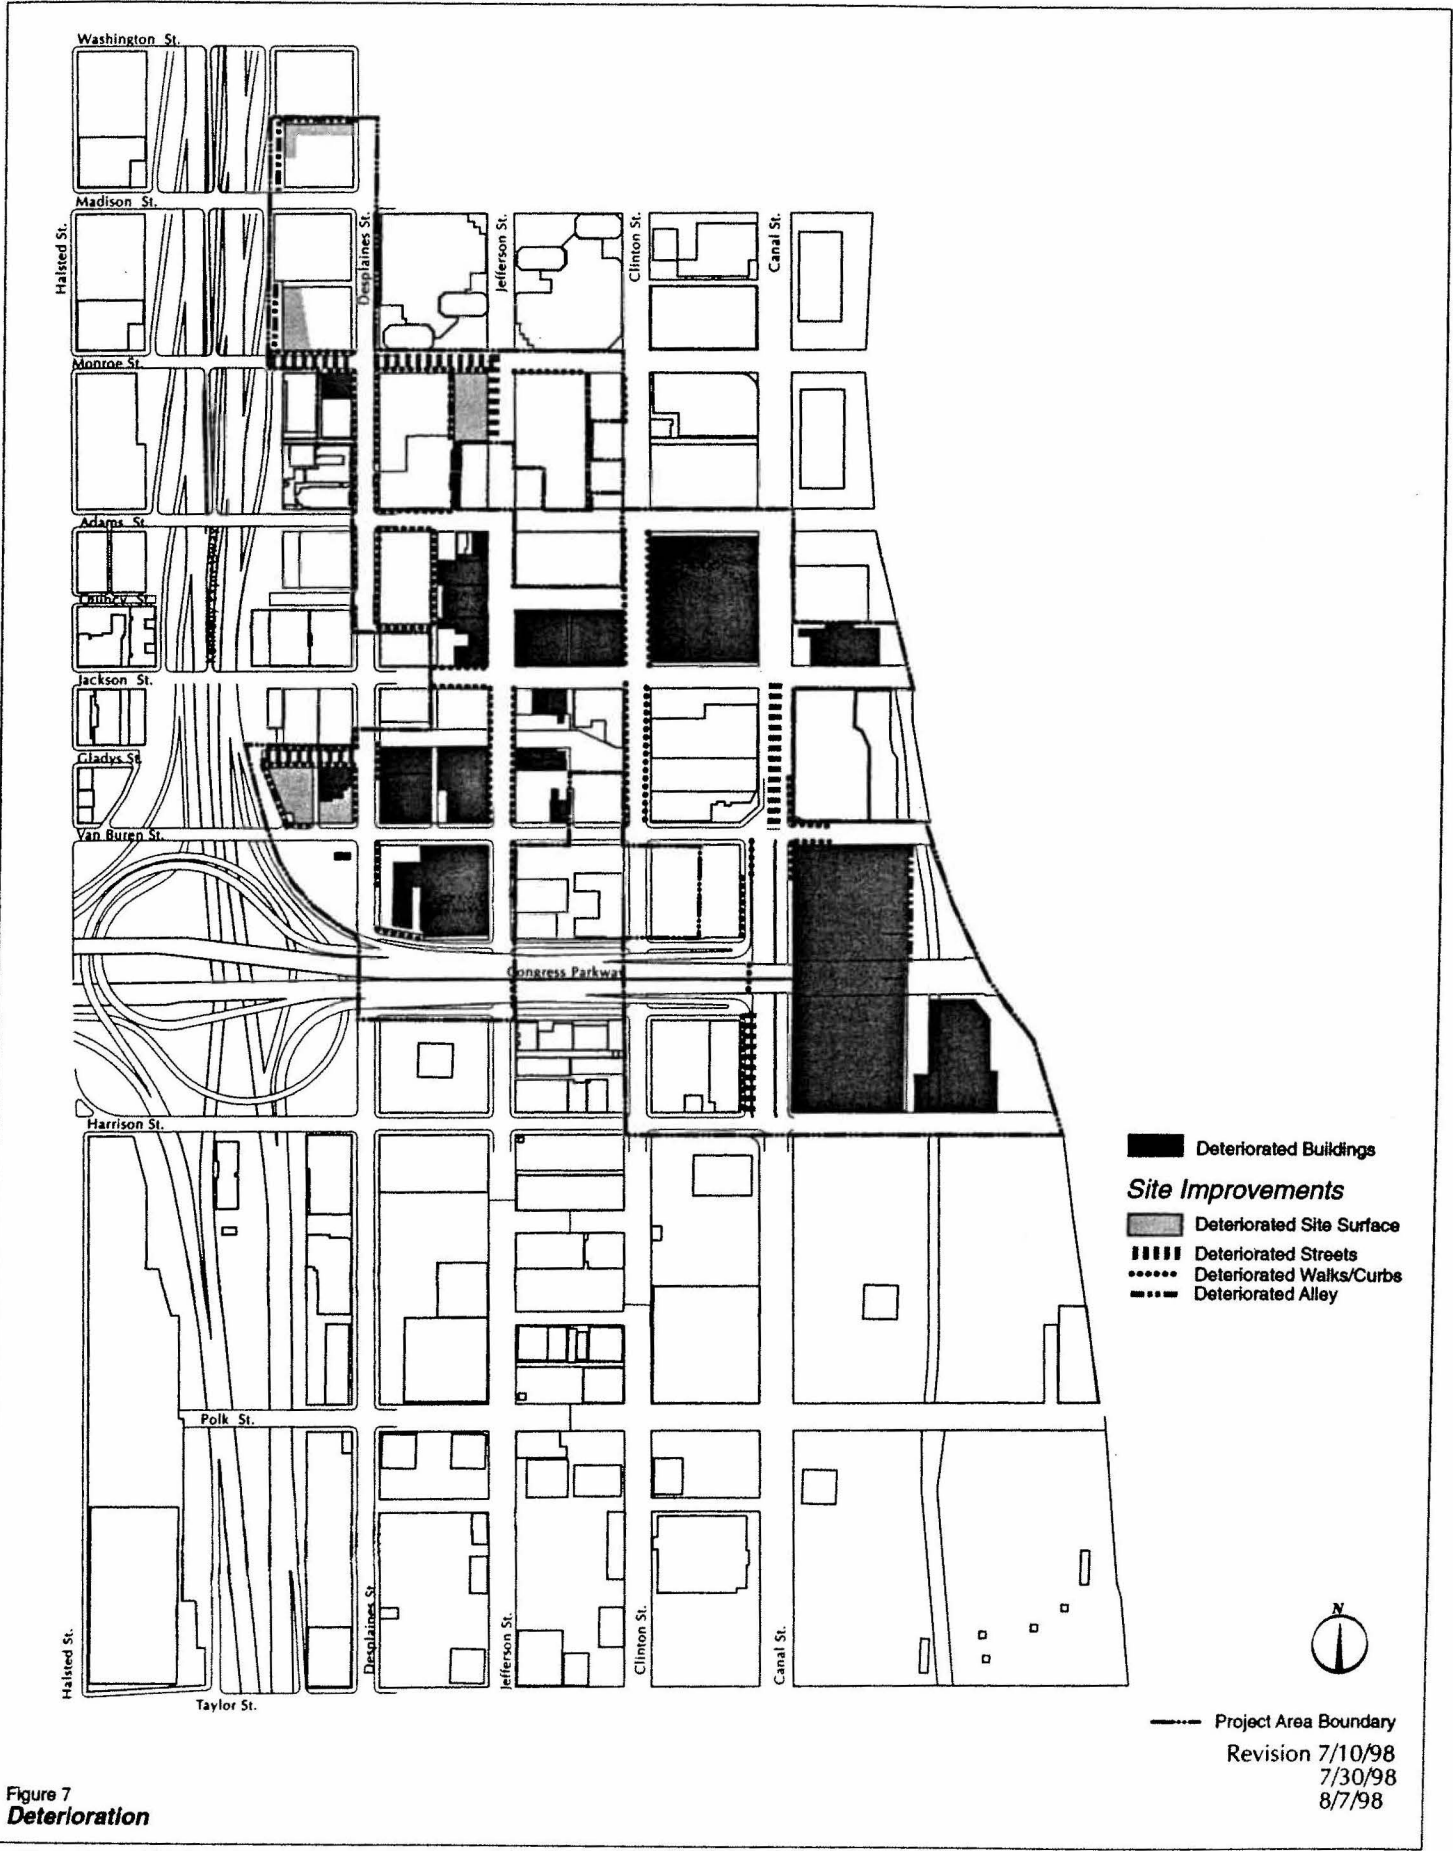 Washington St.
Madison St.
Halsted St.
Desplaines St.
Jefferson St.
Clinton St.
Canal St.
Monroe St.
Adams St.
Quincy St.
Jackson St.
Gladys St.
Van Buren St.
Congress Parkway
Harrison St.
Deteriorated Buildings
Site Improvements
Deteriorated Site Surface
Deteriorated Streets
Deteriorated Walks/Curbs
Deteriorated Alley
Polk St.
Halsted St.
Desplaines St
Jefferson St.
Clinton St.
Canal St.
Taylor St.
N
Project Area Boundary
Revision 7/10/98
7/30/98
8/7/98
Figure 7
Deterioration